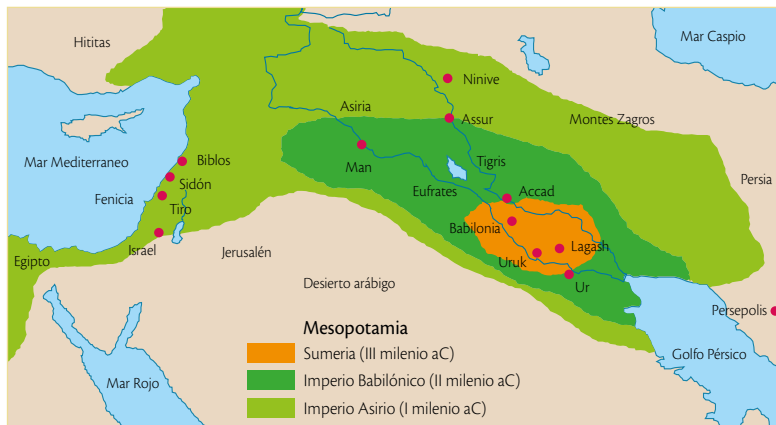 Hititas
Mar Caspio
Ninive
Asiria
Assur
Montes Zagros
Mar Mediterraneo
Biblos
Man
Tigris
Sidón
Persia
Fenicia
Eufrates
Accad
Tiro
Babilonia
Israel
Jerusalén
Lagash
Egipto
Uruk
Desierto arábigo
Ur
Persepolis
Mesopotamia
Sumeria (III milenio aC)
Golfo Pérsico
Imperio Babilónico (II milenio aC)
Mar Rojo
Imperio Asirio (I milenio aC)